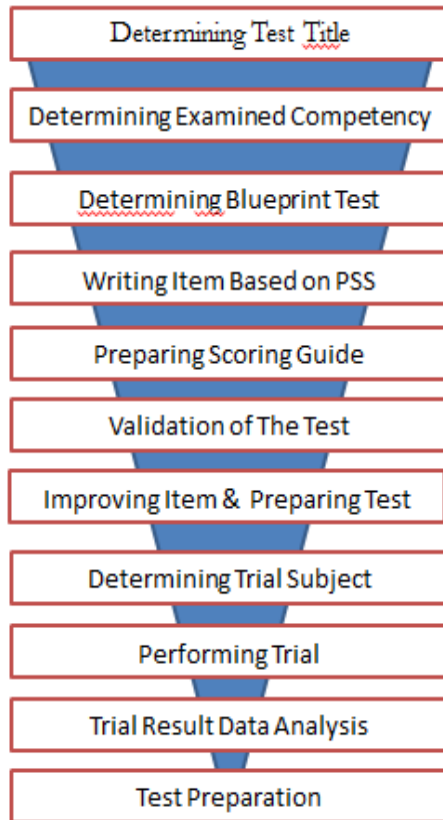 Determining Test Title
Determining Examined Competency
Determining Blueprint Test
Writing Item Based on PSS
Preparing Scoring Guide
Validation of The Test
Improving Item & Preparing Test
Determining Trial Subject
Performing Trial
Trial Result Data Analysis
Test Preparation